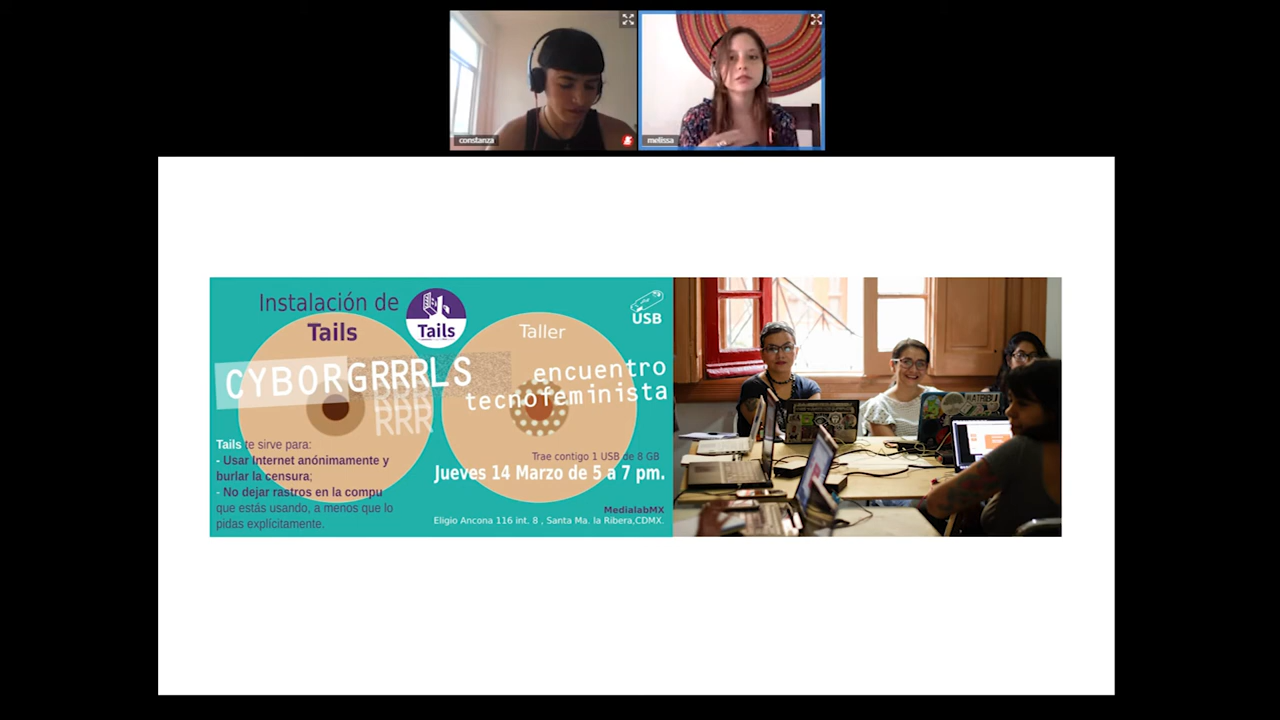 constanza
melissa
Instalación de
Tails
Tails
CYBORGRRRLS
RRR
RRR
Tails te sirve para:
- Usar Internet anónimamente y
burlar la censura;
- No dejar rastros en la compu
que estás usando, a menos que lo
pidas explícitamente.
USB
Taller
encuentro
tecnofeminista
Trae contigo 1 USB de 8 GB
Jueves 14 Marzo de 5 a 7 pm.
MedialabMX
Eligio Ancona 116 int. 8 , Santa Ma. la Ribera,CDMX.